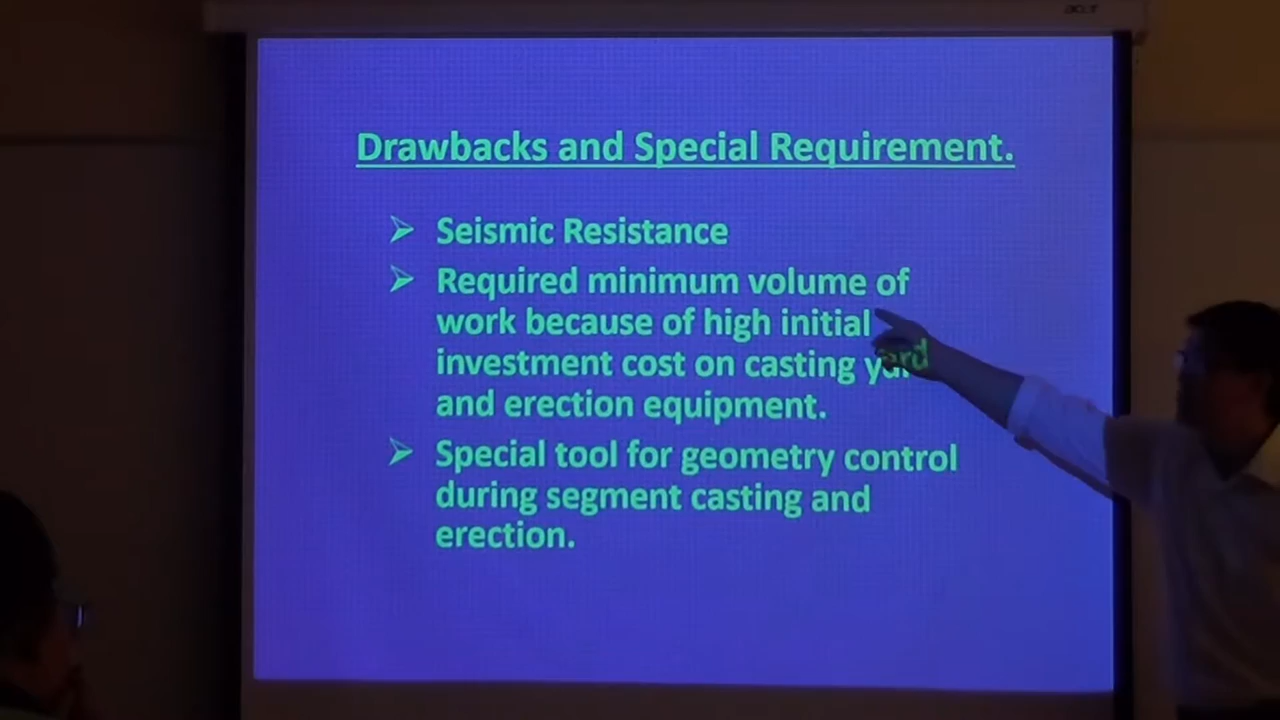 acer
Drawbacks and Special Requirement.
Seismic Resistance
Required minimum volume of
work because of high initial
investment cost on casting yard
and erection equipment.
Special tool for geometry control
during segment casting and
erection.